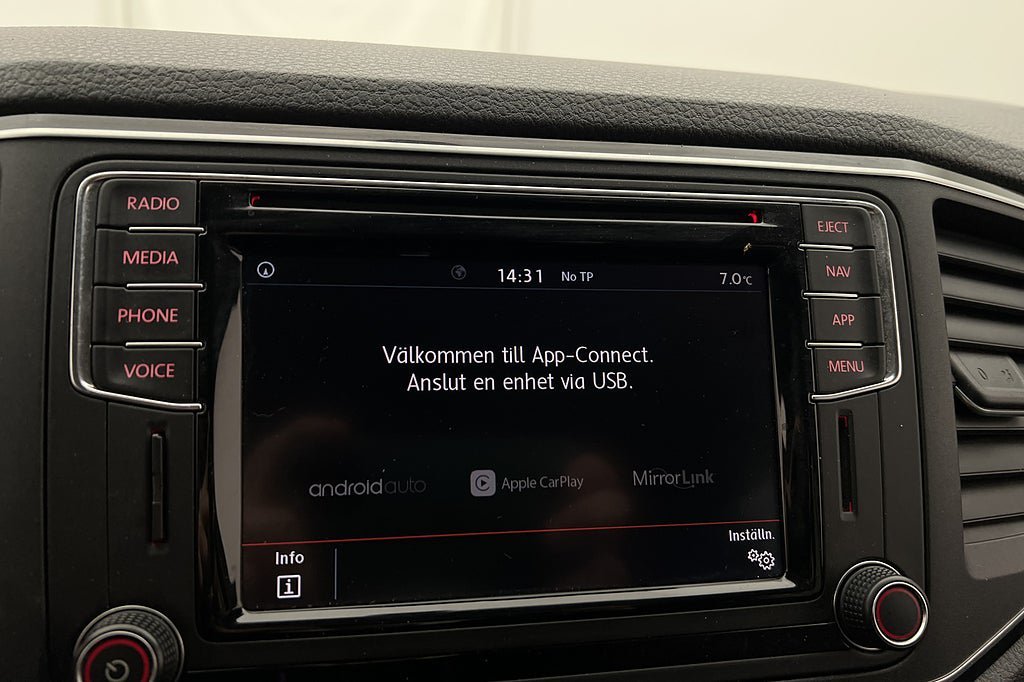 RADIO
MEDIA
PHONE
VOICE
EJECT
NAV
APP
MENU
14:31 No TP 7.0°C
Välkommen till App-Connect.
Anslut en enhet via USB.
androidauto Apple CarPlay MirrorLink
Info
Inställn.
i
0